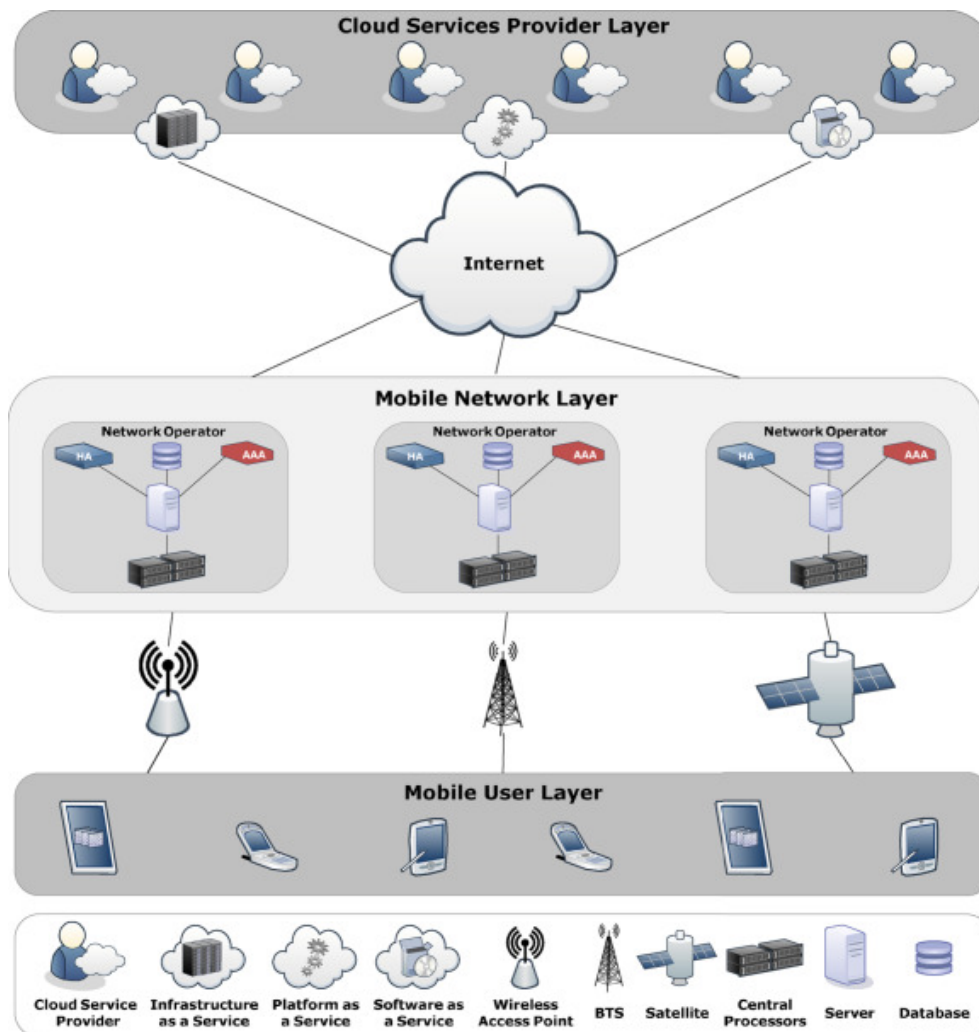 Cloud Services Provider Layer
Internet
Mobile Network Layer
Network Operator
HA
AAA
Network Operator
HA
AAA
Network Operator
HA
AAA
Mobile User Layer
Cloud Service
Provider
Infrastructure
as a Service
Platform as
a Service
Software as
a Service
Wireless
Access Point
BTS
Satellite
Central
Processors
Server
Database